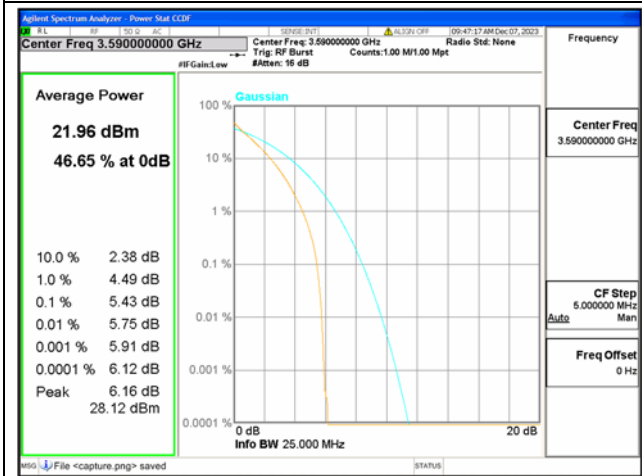 Agilent Spectrum Analyzer - Power Stat CCDF
RL RF 50 Ω AC SENSE:INT ALIGN OFF 09:47:17 AM Dec 07, 2023
Center Freq 3.590000000 GHz
Center Freq: 3.590000000 GHz Radio Std: None
Trig: RF Burst Counts:1.00 M/1.00 Mpt
#IFGain:Low #Atten: 16 dB
Frequency
Average Power
21.96 dBm
46.65 % at 0dB
10.0 % 2.38 dB
1.0 % 4.49 dB
0.1 % 5.43 dB
0.01 % 5.75 dB
0.001 % 5.91 dB
0.0001 % 6.12 dB
Peak 6.16 dB
28.12 dBm
Gaussian
100 %
10 %
1 %
0.1 %
0.01 %
0.001 %
0.0001 %
0 dB 20 dB
Info BW 25.000 MHz
Center Freq
3.590000000 GHz
CF Step
5.000000 MHz
Auto Man
Freq Offset
0 Hz
MSG File <capture.png> saved STATUS